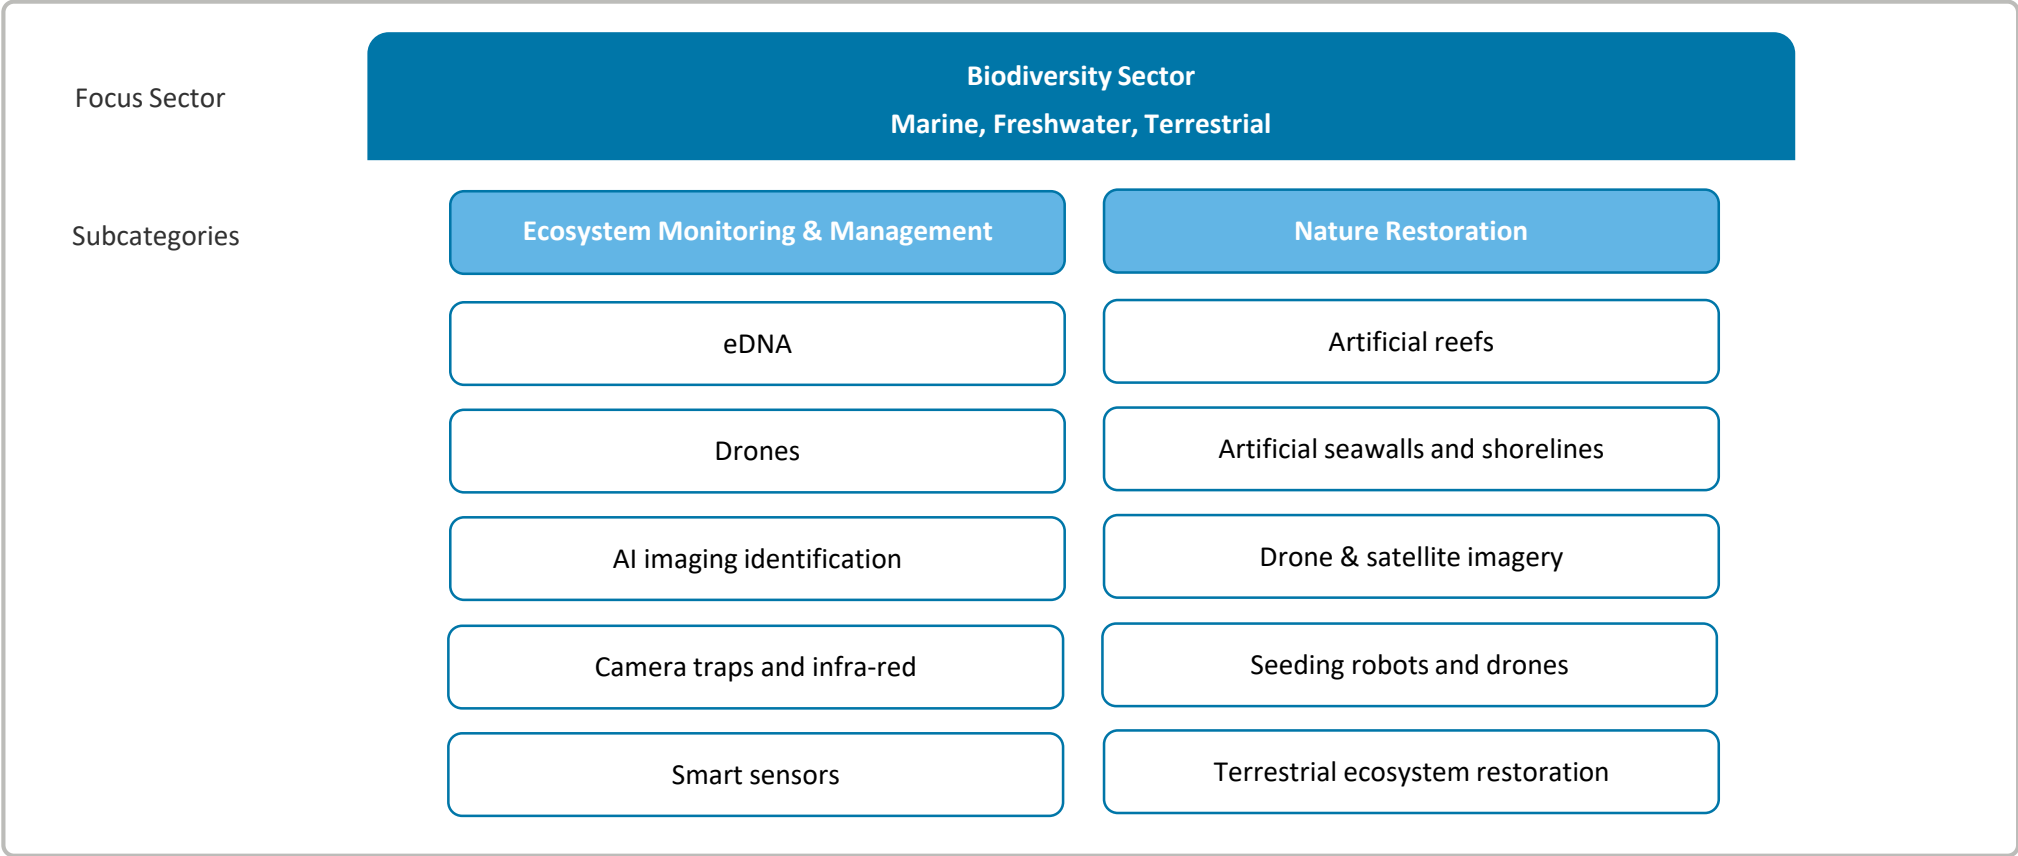 Focus Sector
Biodiversity Sector
Marine, Freshwater, Terrestrial
Subcategories
Ecosystem Monitoring & Management
Nature Restoration
eDNA
Artificial reefs
Drones
Artificial seawalls and shorelines
AI imaging identification
Drone & satellite imagery
Camera traps and infra-red
Seeding robots and drones
Smart sensors
Terrestrial ecosystem restoration